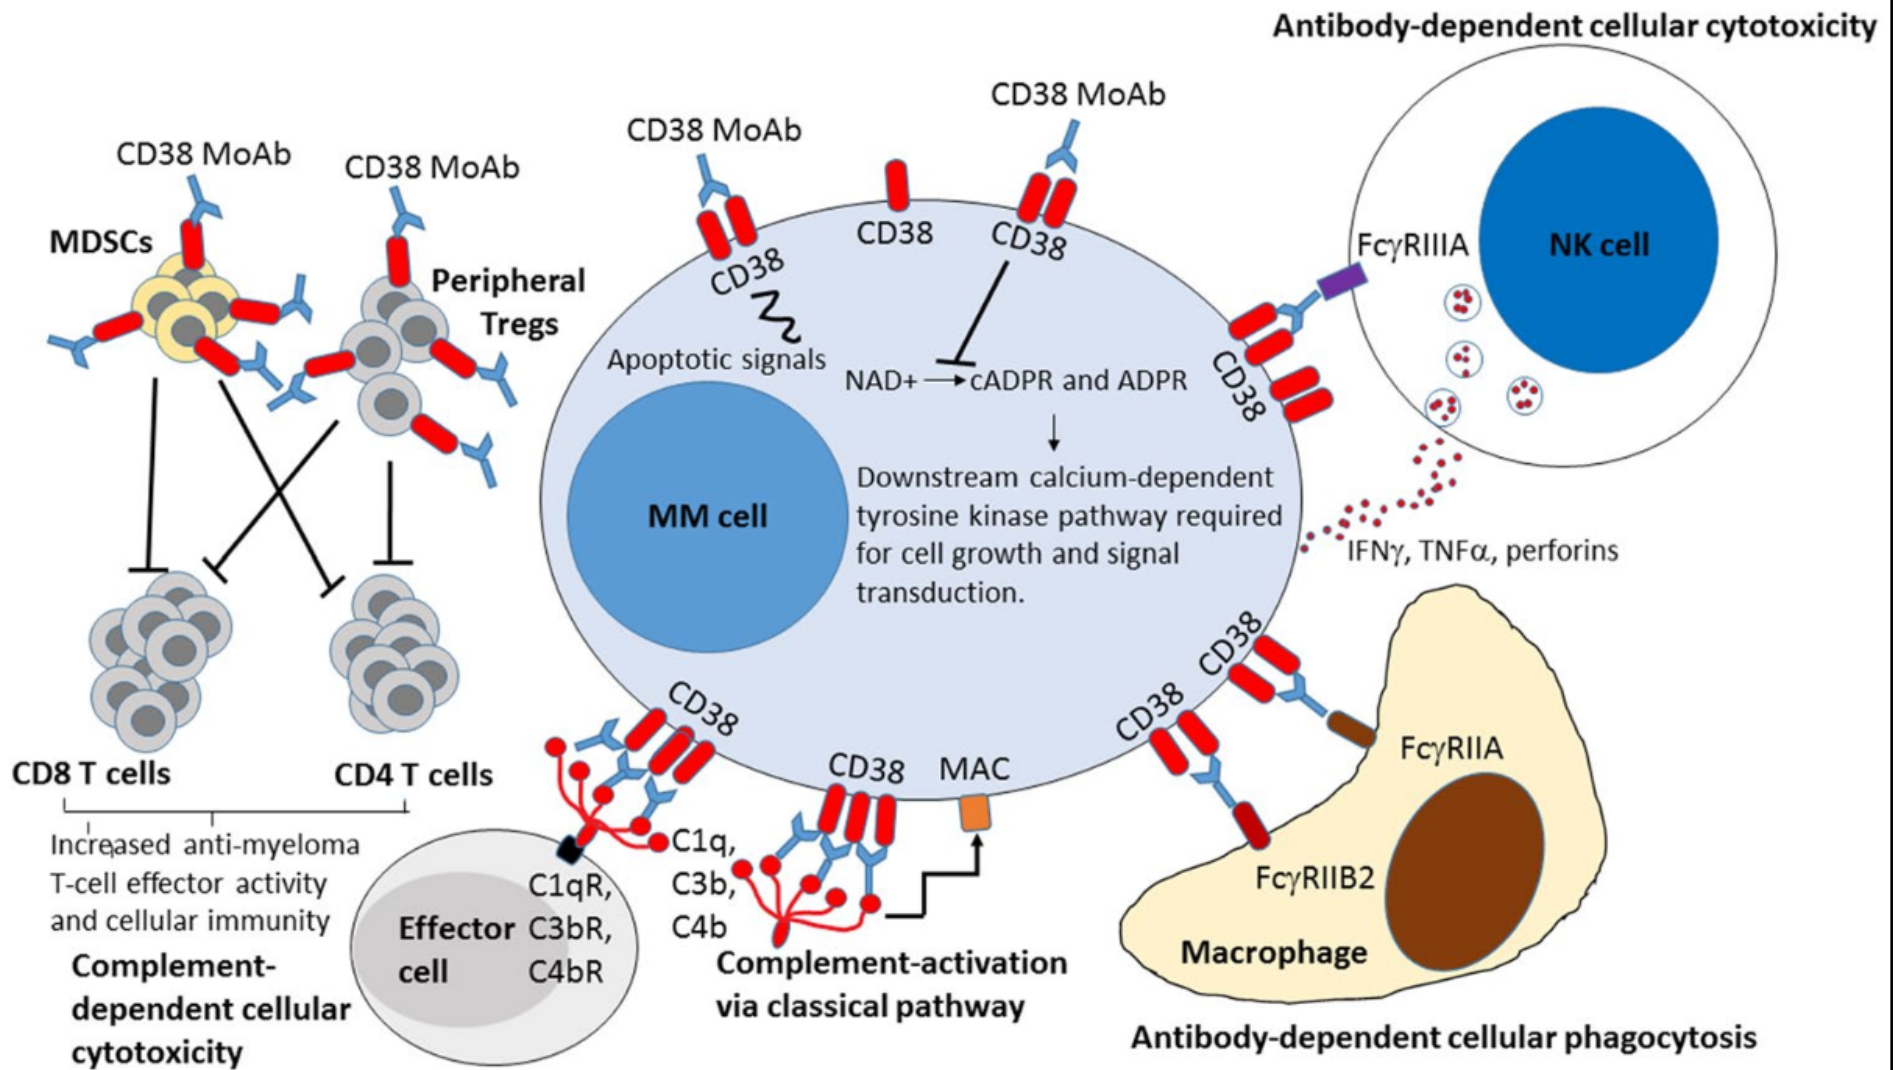 Antibody-dependent cellular cytotoxicity
CD38 MoAb
CD38 MoAb
CD38 MoAb
CD38 MoAb
MDSCs
Peripheral
Tregs
CD38
CD38
CD38
Apoptotic signals
NAD+
cADPR and ADPR
Downstream calcium-dependent
tyrosine kinase pathway required
for cell growth and signal
transduction.
MM cell
FcγRIIIA
NK cell
CD38
IFNγ, TNFα, perforins
CD8 T cells
CD4 T cells
Increased anti-myeloma
T-cell effector activity
and cellular immunity
Complement-
dependent cellular
cytotoxicity
CD38
Effector
cell
C1qR,
C3bR,
C4bR
C1q,
C3b,
C4b
CD38
MAC
Complement-activation
via classical pathway
CD38
CD38
FcγRIIA
FcγRIIB2
Macrophage
Antibody-dependent cellular phagocytosis